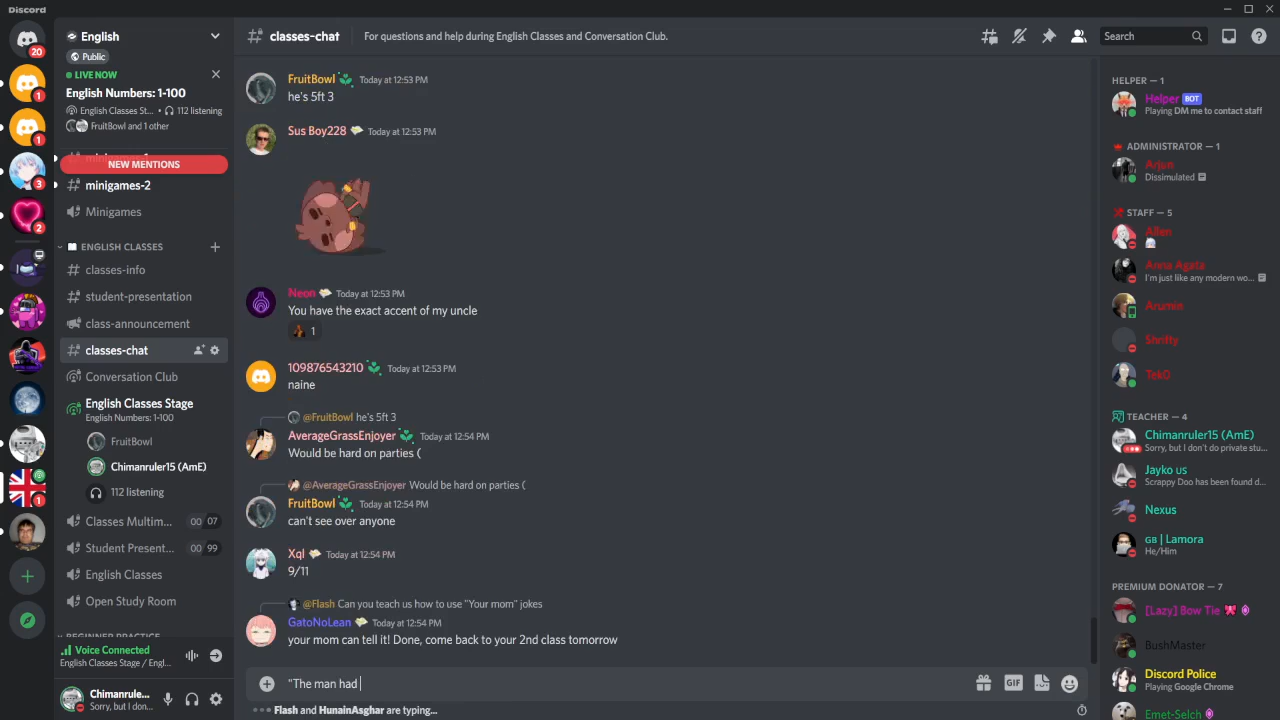 Discord
English
classes-chat
For questions and help during English Classes and Conversation Club.
Search
20
1
1
3
2
1
Public
LIVE NOW
English Numbers: 1-100
English Classes St... • 112 listening
FruitBowl and 1 other
NEW MENTIONS
minigames-2
Minigames
ENGLISH CLASSES
classes-info
student-presentation
class-announcement
classes-chat
Conversation Club
English Classes Stage
English Numbers: 1-100
FruitBowl
Chimanruler15 (AmE)
112 listening
Classes Multim... 00 07
Student Present... 00 99
English Classes
Open Study Room
BEGINNER PRACTICE
Voice Connected
English Classes Stage / Engl...
Chimanrule...
Sorry, but I don...
FruitBowl Today at 12:53 PM
he's 5ft 3
Sus Boy228 Today at 12:53 PM
Neon Today at 12:53 PM
You have the exact accent of my uncle
1
109876543210 Today at 12:53 PM
naine
@FruitBowl he's 5ft 3
AverageGrassEnjoyer Today at 12:54 PM
Would be hard on parties (
@AverageGrassEnjoyer Would be hard on parties (
FruitBowl Today at 12:54 PM
can't see over anyone
Xql Today at 12:54 PM
9/11
@Flash Can you teach us how to use "Your mom" jokes
GatoNoLean Today at 12:54 PM
your mom can tell it! Done, come back to your 2nd class tomorrow
"The man had
GIF
Flash and HunainAsghar are typing...
HELPER — 1
Helper BOT
Playing DM me to contact staff
ADMINISTRATOR — 1
Arjun
Dissimulated
STAFF — 5
Allen
Anna Agata
I'm just like any modern wo...
Arumin
Shritty
Tek0
TEACHER — 4
Chimanruler15 (AmE)
Sorry, but I don't do private stu...
Jayko us
Scrappy Doo has been found d...
Nexus
GB | Lamora
He/Him
PREMIUM DONATOR — 7
[Lazy] Bow Tie
BushMaster
Discord Police
Playing Google Chrome
Emet-Selch